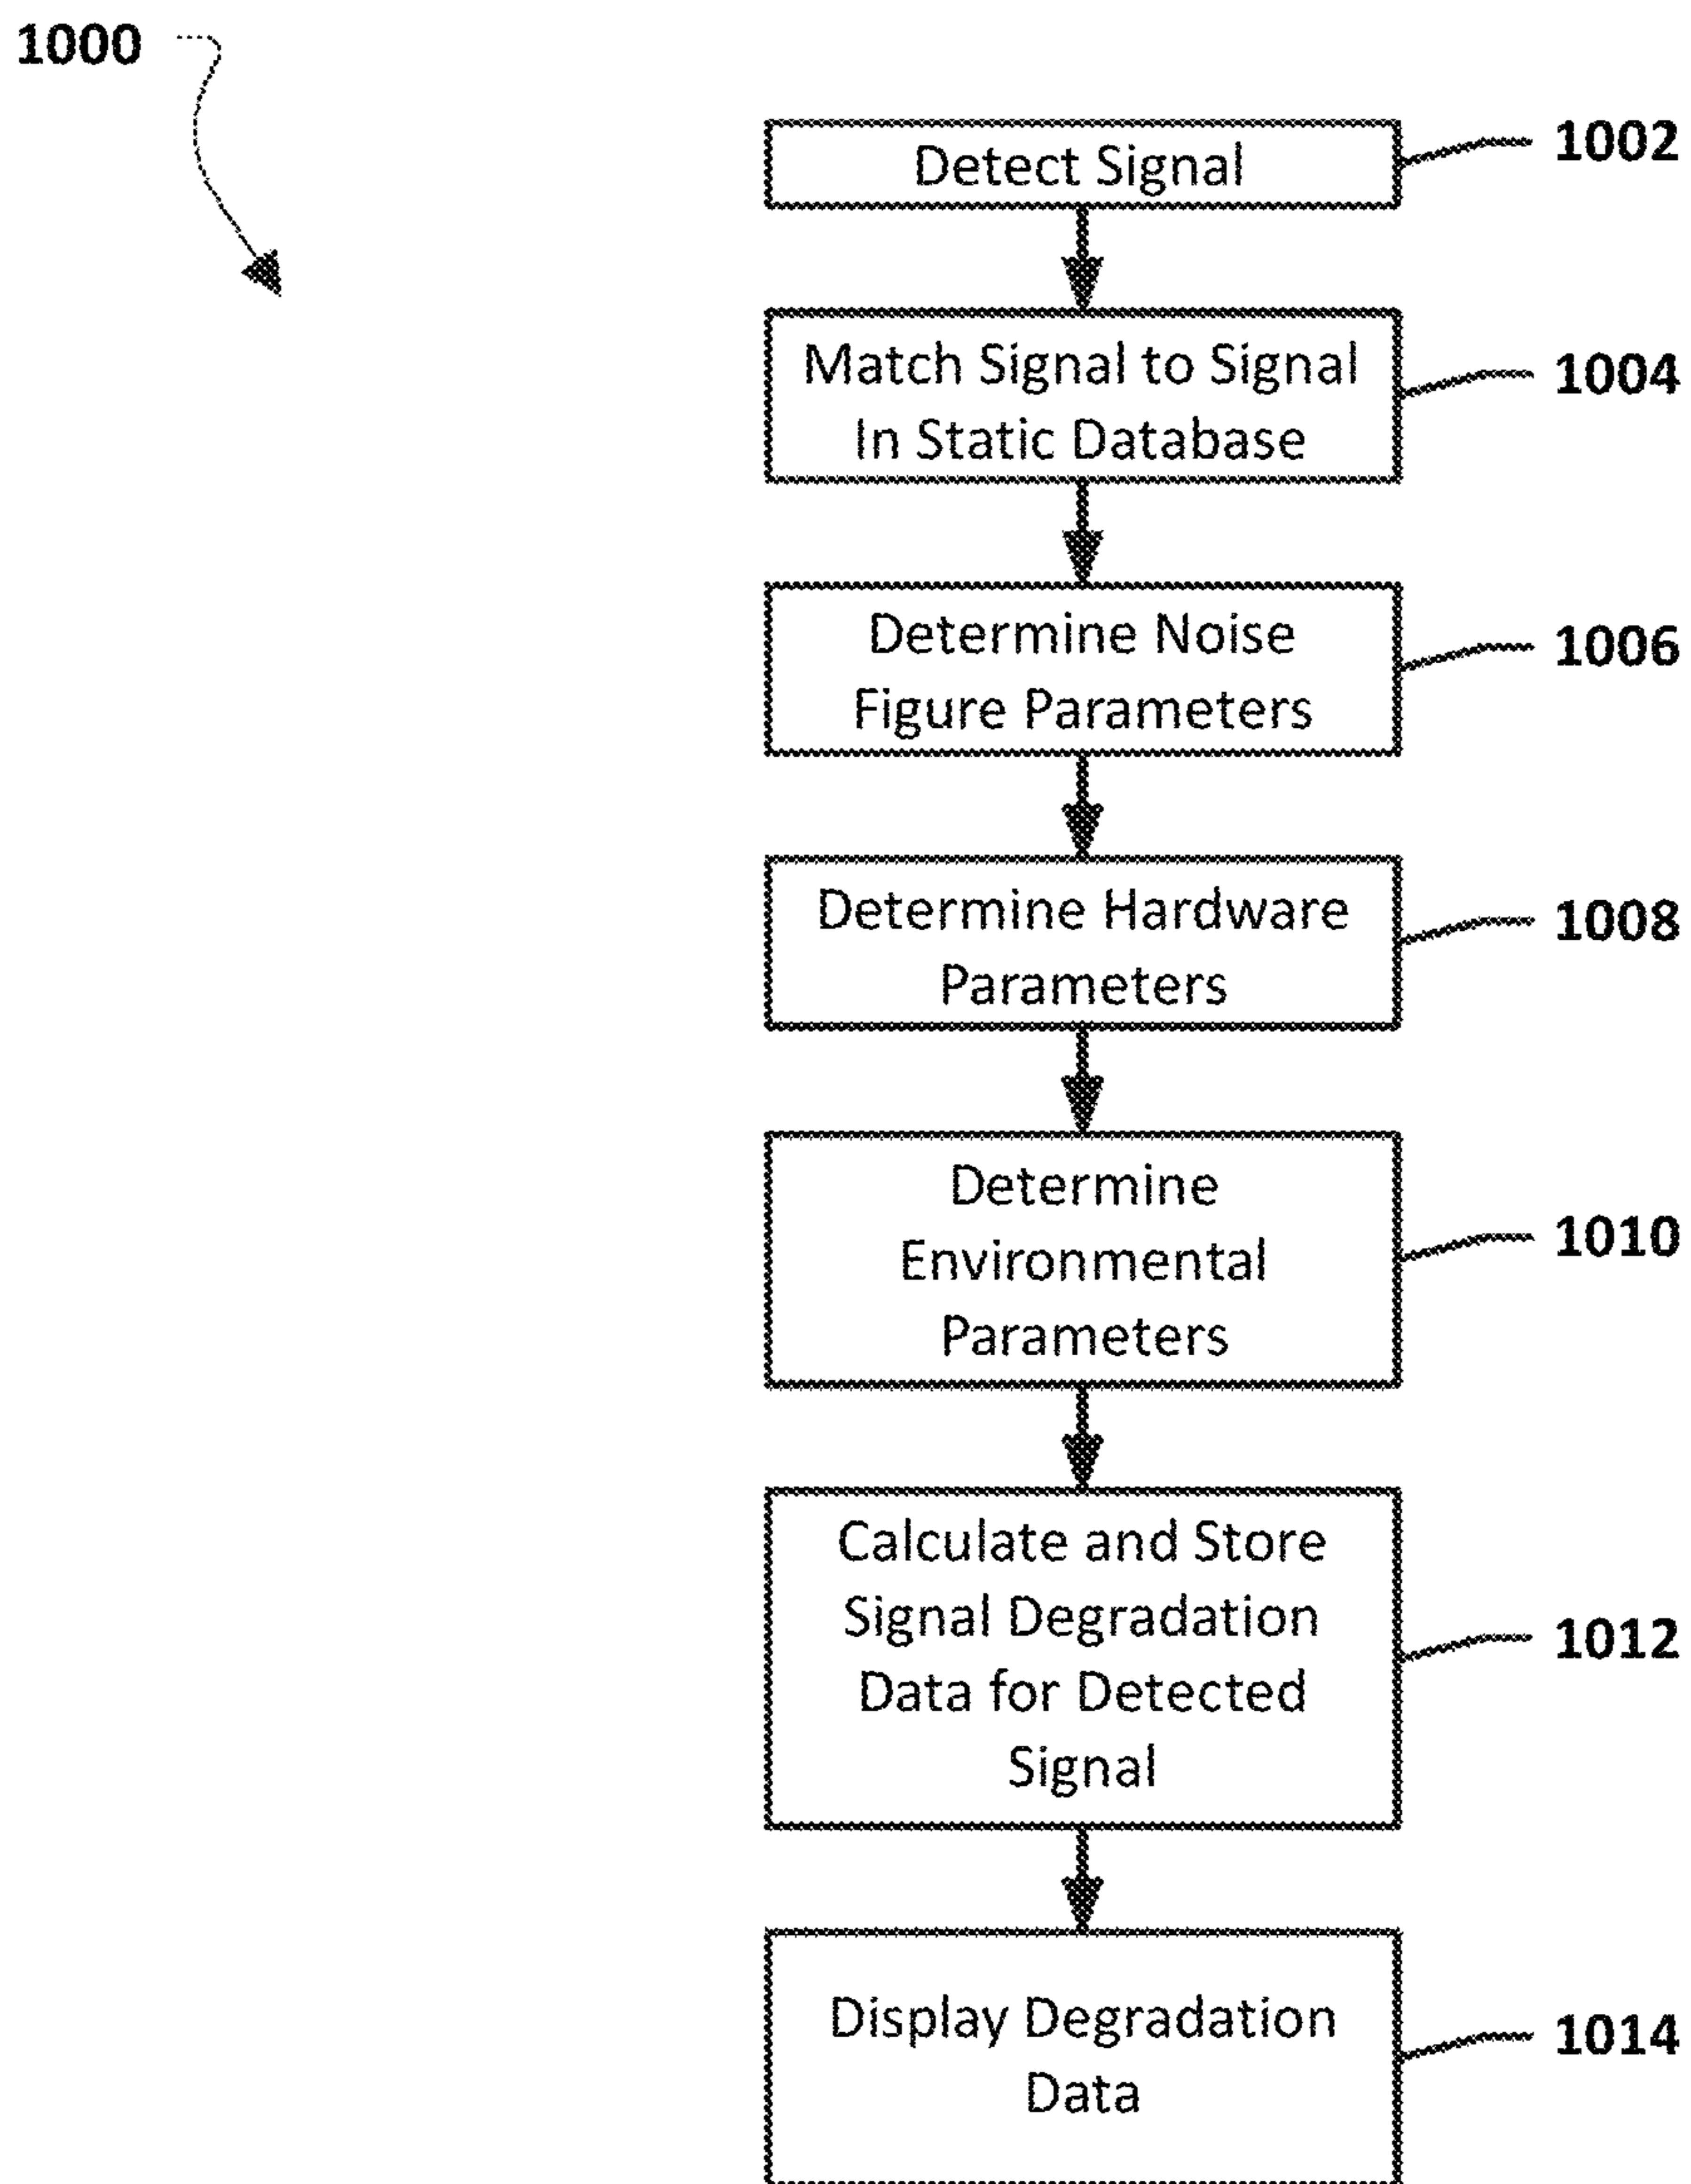 1000
Detect Signal
1002
Match Signal to Signal
In Static Database
1004
Determine Noise
Figure Parameters
1006
Determine Hardware
Parameters
1008
Determine
Environmental
Parameters
1010
Calculate and Store
Signal Degradation
Data for Detected
Signal
1012
Display Degradation
Data
1014